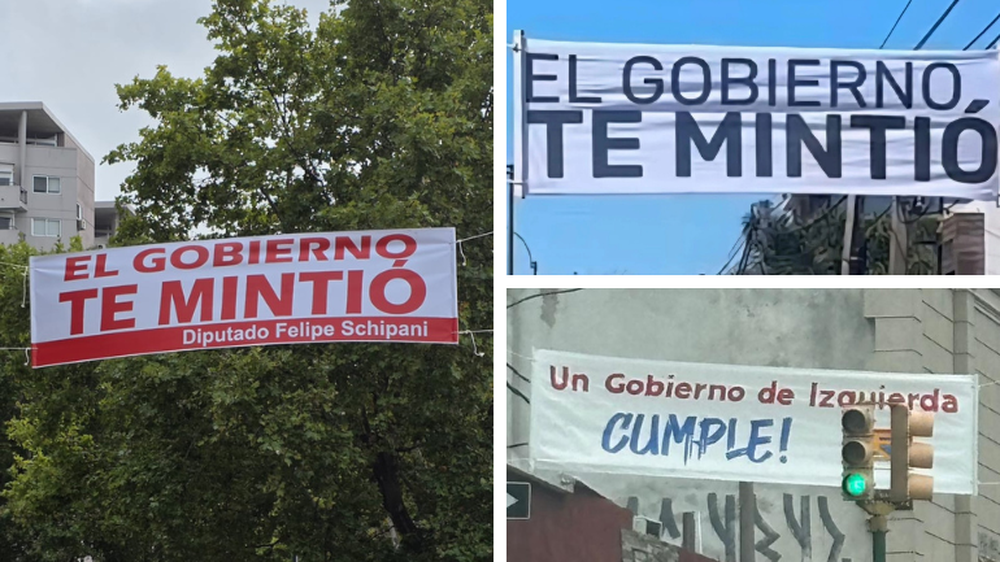 EL GOBIERNO
TE MINTIÓ
Diputado Felipe Schipani
EL GOBIERNO
TE MINTIÓ
Un Gobierno de Izquierda
CUMPLE!